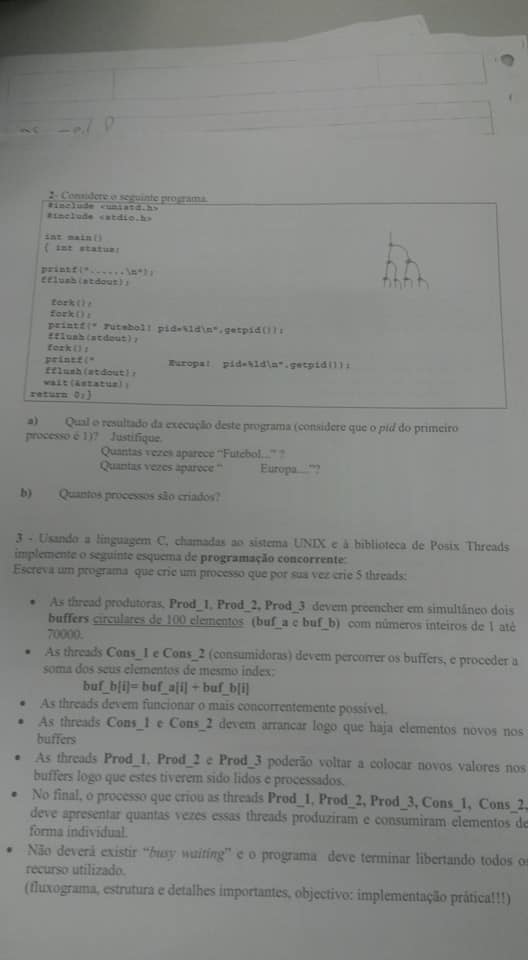 2- Considere o seguinte programa.
#include <unistd.h>
#include <stdio.h>
int main()
{ int status;
printf("......\n");
fflush(stdout);
fork();
fork();
printf(" Futebol! pid=%ld\n",getpid());
fflush(stdout);
fork();
printf(" Europa! pid=%ld\n",getpid());
fflush(stdout);
wait(&status);
return 0;}
a) Qual o resultado da execução deste programa (considere que o pid do primeiro
processo é 1)? Justifique.
Quantas vezes aparece "Futebol..." ?
Quantas vezes aparece " Europa...."?
b) Quantos processos são criados?
3 - Usando a linguagem C, chamadas ao sistema UNIX e à biblioteca de Posix Threads
implemente o seguinte esquema de programação concorrente:
Escreva um programa que crie um processo que por sua vez crie 5 threads:
• As thread produtoras, Prod_1, Prod_2, Prod_3 devem preencher em simultâneo dois
buffers circulares de 100 elementos (buf_a e buf_b) com números inteiros de 1 até
70000.
• As threads Cons_1 e Cons_2 (consumidoras) devem percorrer os buffers, e proceder a
soma dos seus elementos de mesmo índex:
buf_b[i]= buf_a[i] + buf_b[i]
• As threads devem funcionar o mais concorrentemente possível.
• As threads Cons_1 e Cons_2 devem arrancar logo que haja elementos novos nos
buffers
• As threads Prod_1, Prod_2 e Prod_3 poderão voltar a colocar novos valores nos
buffers logo que estes tiverem sido lidos e processados.
• No final, o processo que criou as threads Prod_1, Prod_2, Prod_3, Cons_1, Cons_2,
deve apresentar quantas vezes essas threads produziram e consumiram elementos de
forma individual.
• Não deverá existir "busy waiting" e o programa deve terminar libertando todos os
recurso utilizado.
(fluxograma, estrutura e detalhes importantes, objectivo: implementação prática!!!)